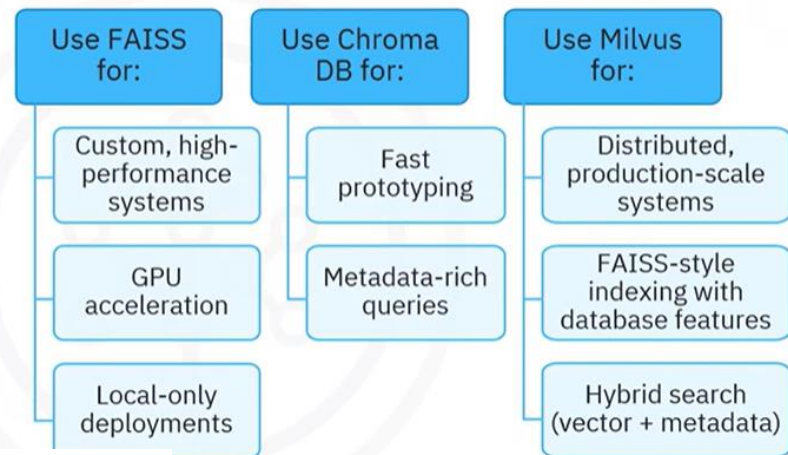 Use FAISS
for:
Custom, high-
performance
systems
GPU
acceleration
Local-only
deployments
Use Chroma
DB for:
Fast
prototyping
Metadata-rich
queries
Use Milvus
for:
Distributed,
production-scale
systems
FAISS-style
indexing with
database features
Hybrid search
(vector + metadata)